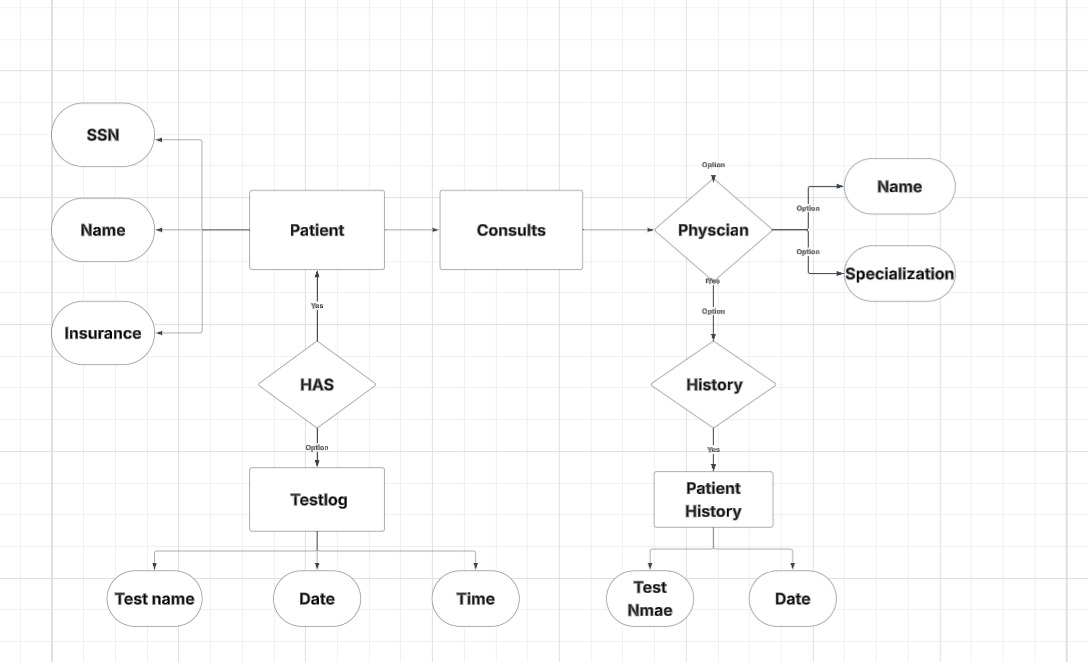 SSN
Option
Name
Option
Name
Patient
Consults
Physcian
Option
Specialization
Yes
Option
Insurance
Yes
HAS
History
Option
Yes
Testlog
Patient
History
Test name
Date
Time
Test
Nmae
Date